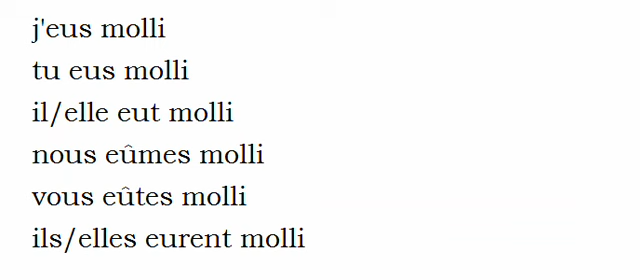 j'eus molli
tu eus molli
il/elle eut molli
nous eûmes molli
vous eûtes molli
ils/elles eurent molli